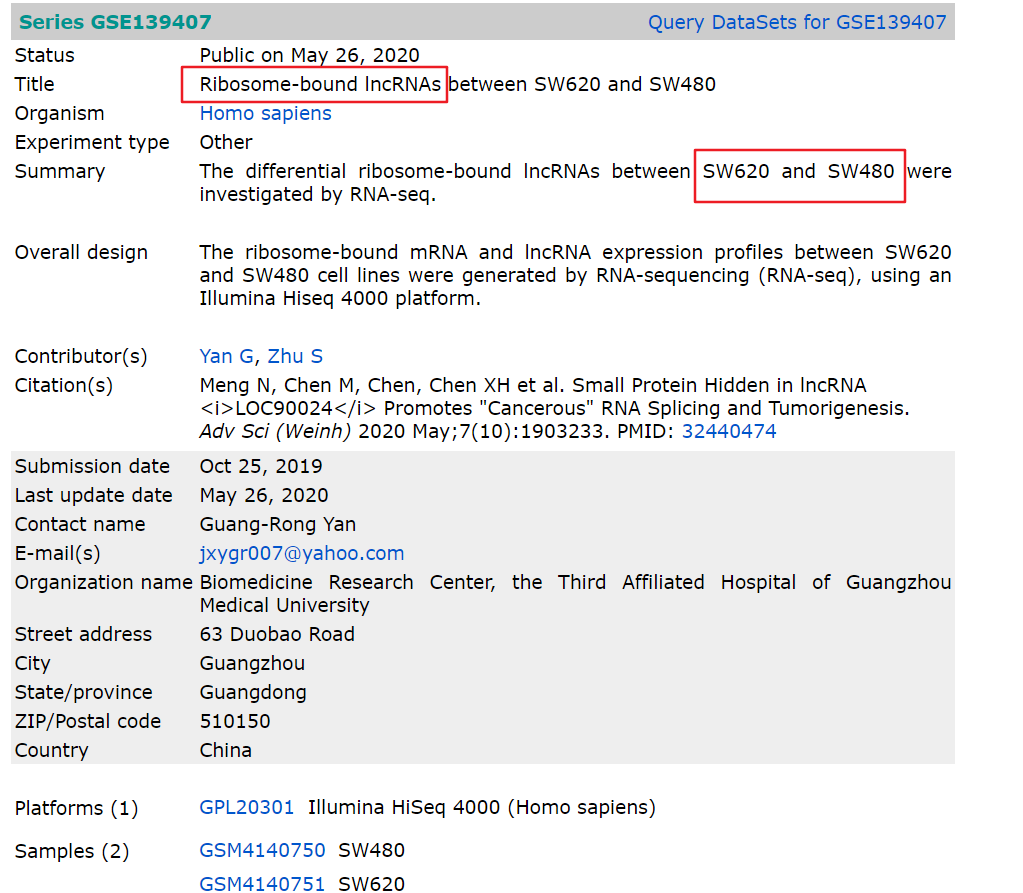 Series GSE139407 Query DataSets for GSE139407
Status Public on May 26, 2020
Title Ribosome-bound lncRNAs between SW620 and SW480
Organism Homo sapiens
Experiment type Other
Summary The differential ribosome-bound lncRNAs between SW620 and SW480 were
investigated by RNA-seq.
Overall design The ribosome-bound mRNA and lncRNA expression profiles between SW620
and SW480 cell lines were generated by RNA-sequencing (RNA-seq), using an
Illumina Hiseq 4000 platform.
Contributor(s) Yan G, Zhu S
Citation(s) Meng N, Chen M, Chen, Chen XH et al. Small Protein Hidden in lncRNA
<i>LOC90024</i> Promotes "Cancerous" RNA Splicing and Tumorigenesis.
Adv Sci (Weinh) 2020 May;7(10):1903233. PMID: 32440474
Submission date Oct 25, 2019
Last update date May 26, 2020
Contact name Guang-Rong Yan
E-mail(s) jxygr007@yahoo.com
Organization name Biomedicine Research Center, the Third Affiliated Hospital of Guangzhou
Medical University
Street address 63 Duobao Road
City Guangzhou
State/province Guangdong
ZIP/Postal code 510150
Country China
Platforms (1) GPL20301 Illumina HiSeq 4000 (Homo sapiens)
Samples (2) GSM4140750 SW480
GSM4140751 SW620